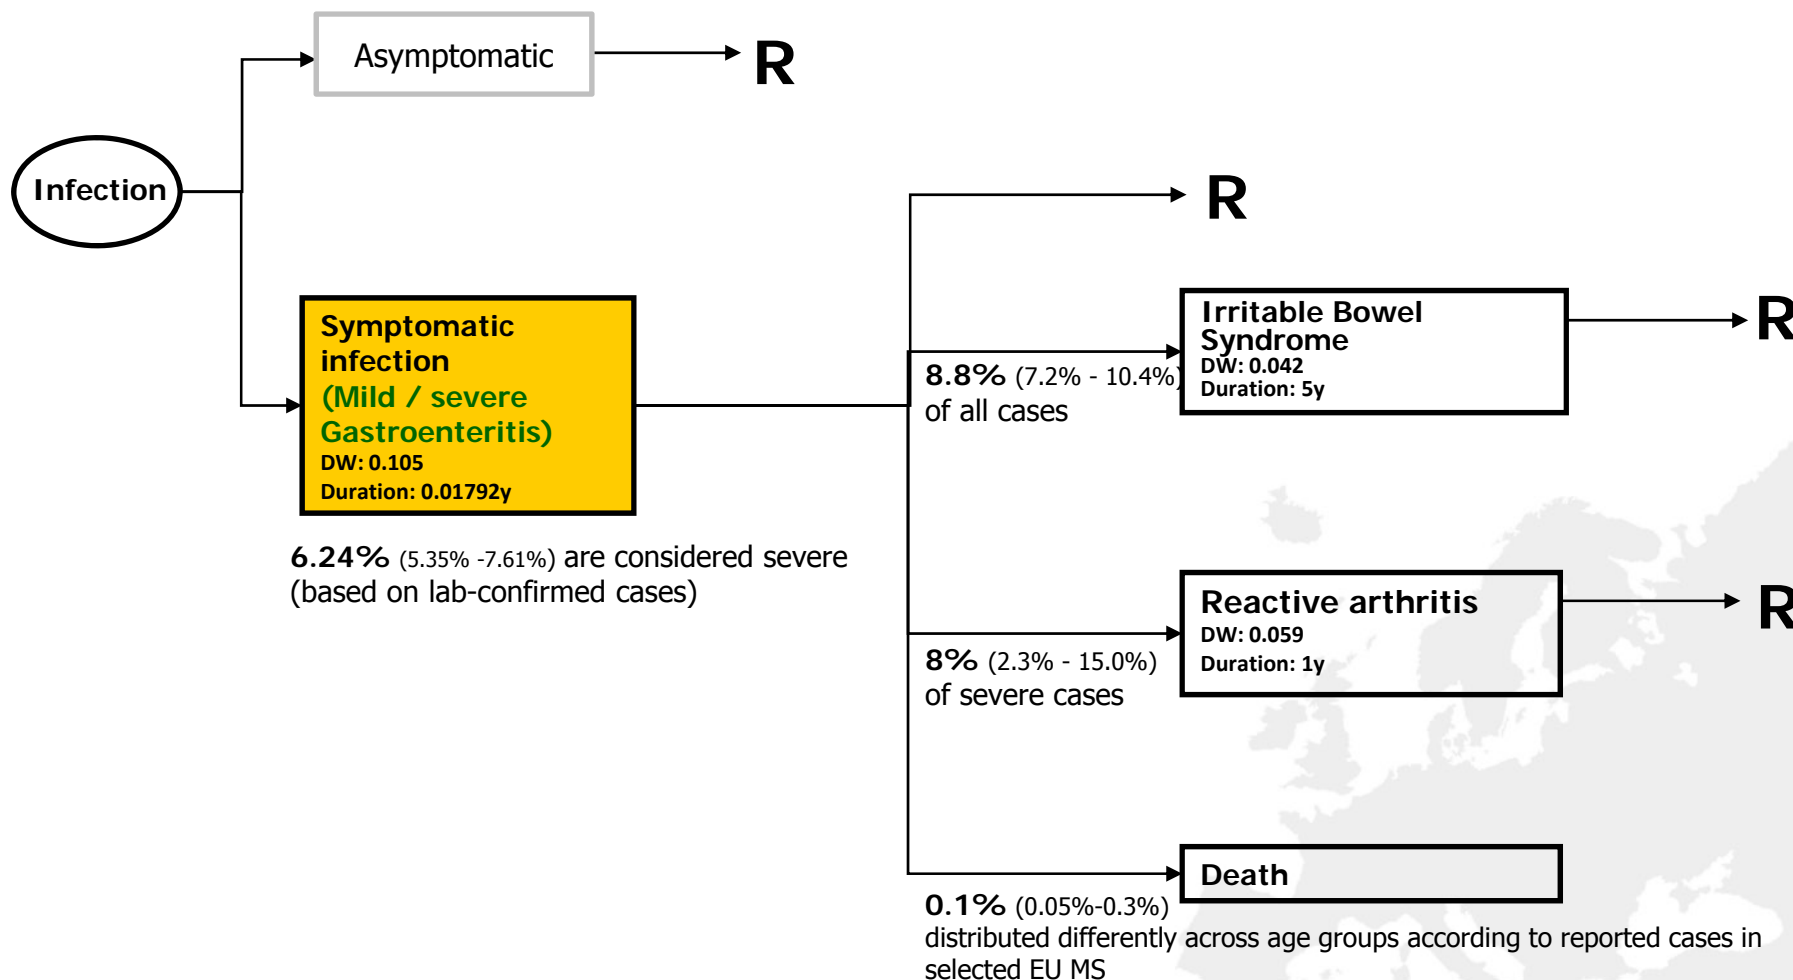 Asymptomatic
R
Infection
R
Symptomatic
infection
(Mild / severe
Gastroenteritis)
DW: 0.105
Duration: 0.01792y
6.24% (5.35% -7.61%) are considered severe
(based on lab-confirmed cases)
Irritable Bowel
Syndrome
DW: 0.042
Duration: 5y
R
8.8% (7.2% - 10.4%)
of all cases
Reactive arthritis
DW: 0.059
Duration: 1y
R
8% (2.3% - 15.0%)
of severe cases
Death
0.1% (0.05%-0.3%)
distributed differently across age groups according to reported cases in
selected EU MS